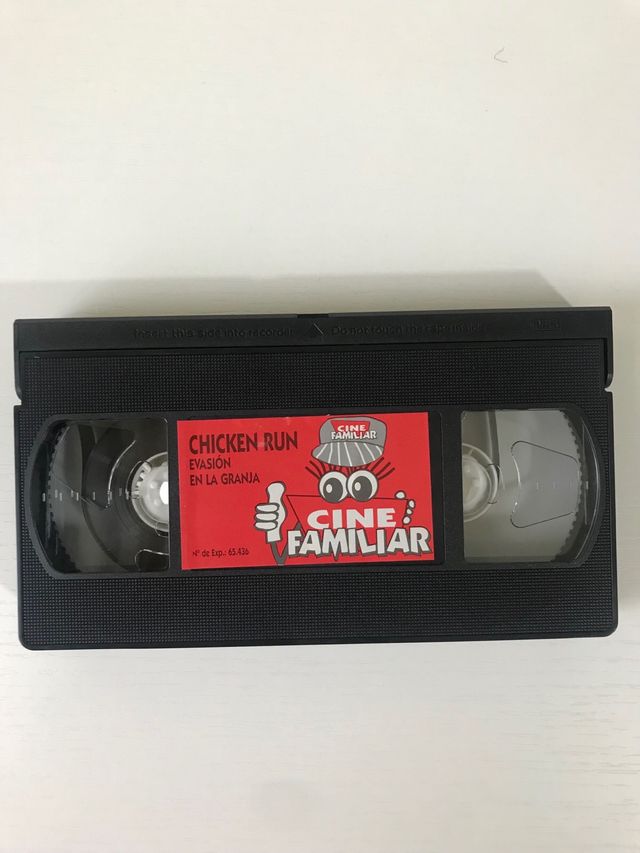 Insert this side into recorder
Do not touch the tape inside
CHICKEN RUN
EVASIÓN
EN LA GRANJA
CINE
FAMILIAR
CINE
FAMILIAR
Nº de Exp.: 65.436